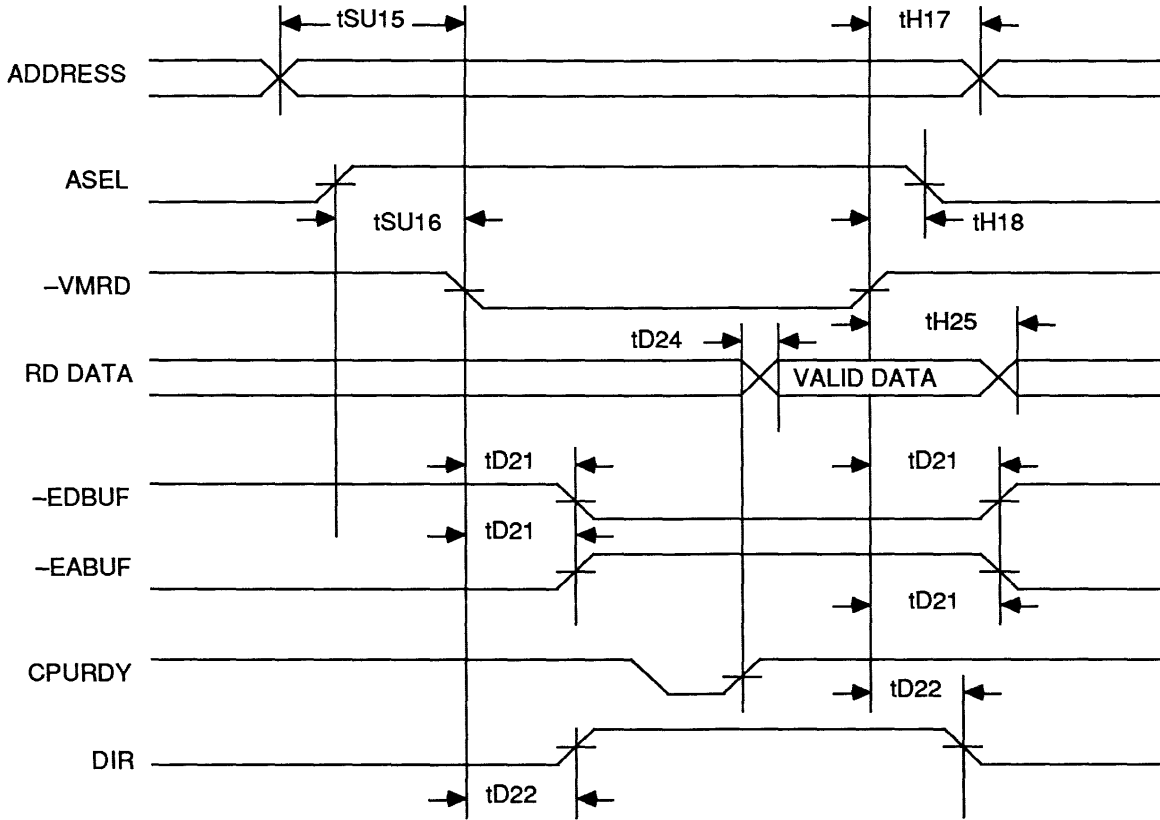 tSU15
tH17
ADDRESS
ASEL
tSU16
tH18
–VMRD
tD24
tH25
RD DATA
VALID DATA
tD21
tD21
–EDBUF
tD21
–EABUF
tD21
CPURDY
tD22
DIR
tD22